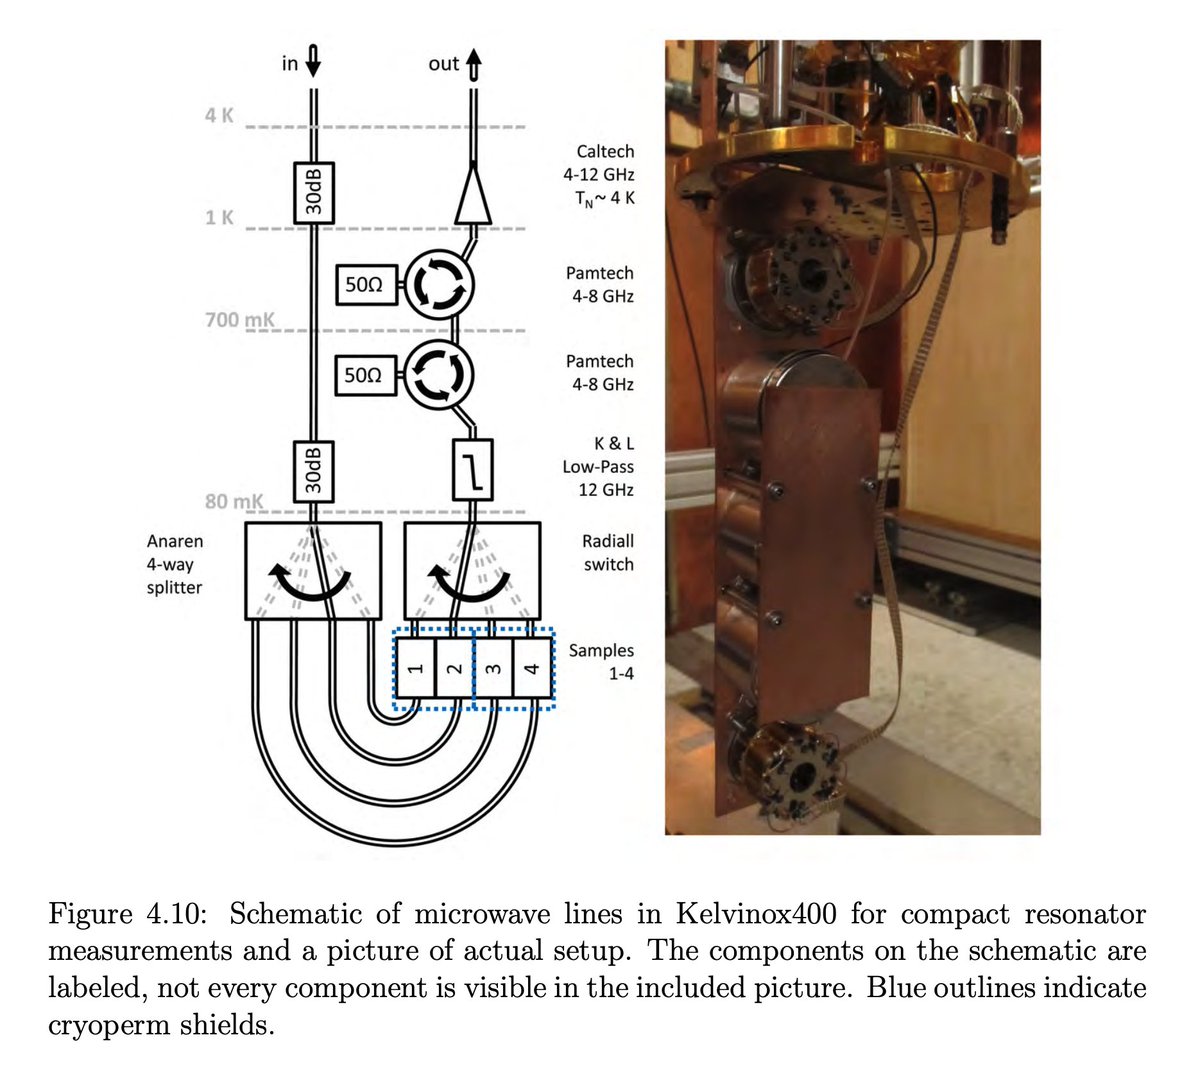 in
out
4 K
30dB
Caltech
4-12 GHz
TN~ 4 K
1 K
50Ω
Pamtech
4-8 GHz
700 mK
50Ω
Pamtech
4-8 GHz
30dB
K & L
Low-Pass
12 GHz
80 mK
Anaren
4-way
splitter
Radiall
switch
1
2
3
4
Samples
1-4
Figure 4.10: Schematic of microwave lines in Kelvinox400 for compact resonator
measurements and a picture of actual setup. The components on the schematic are
labeled, not every component is visible in the included picture. Blue outlines indicate
cryoperm shields.